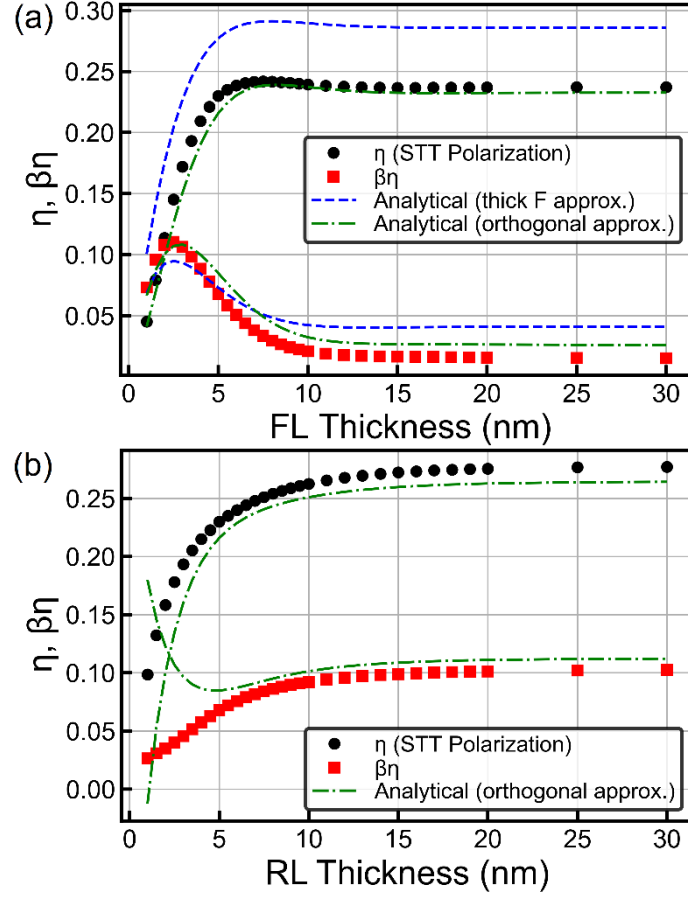 (a)
0.30
0.25
0.20
0.15
0.10
0.05
η, βη
η (STT Polarization)
βη
Analytical (thick F approx.)
Analytical (orthogonal approx.)
0 5 10 15 20 25 30
FL Thickness (nm)
(b)
0.25
0.20
0.15
0.10
0.05
0.00
η, βη
η (STT Polarization)
βη
Analytical (orthogonal approx.)
0 5 10 15 20 25 30
RL Thickness (nm)